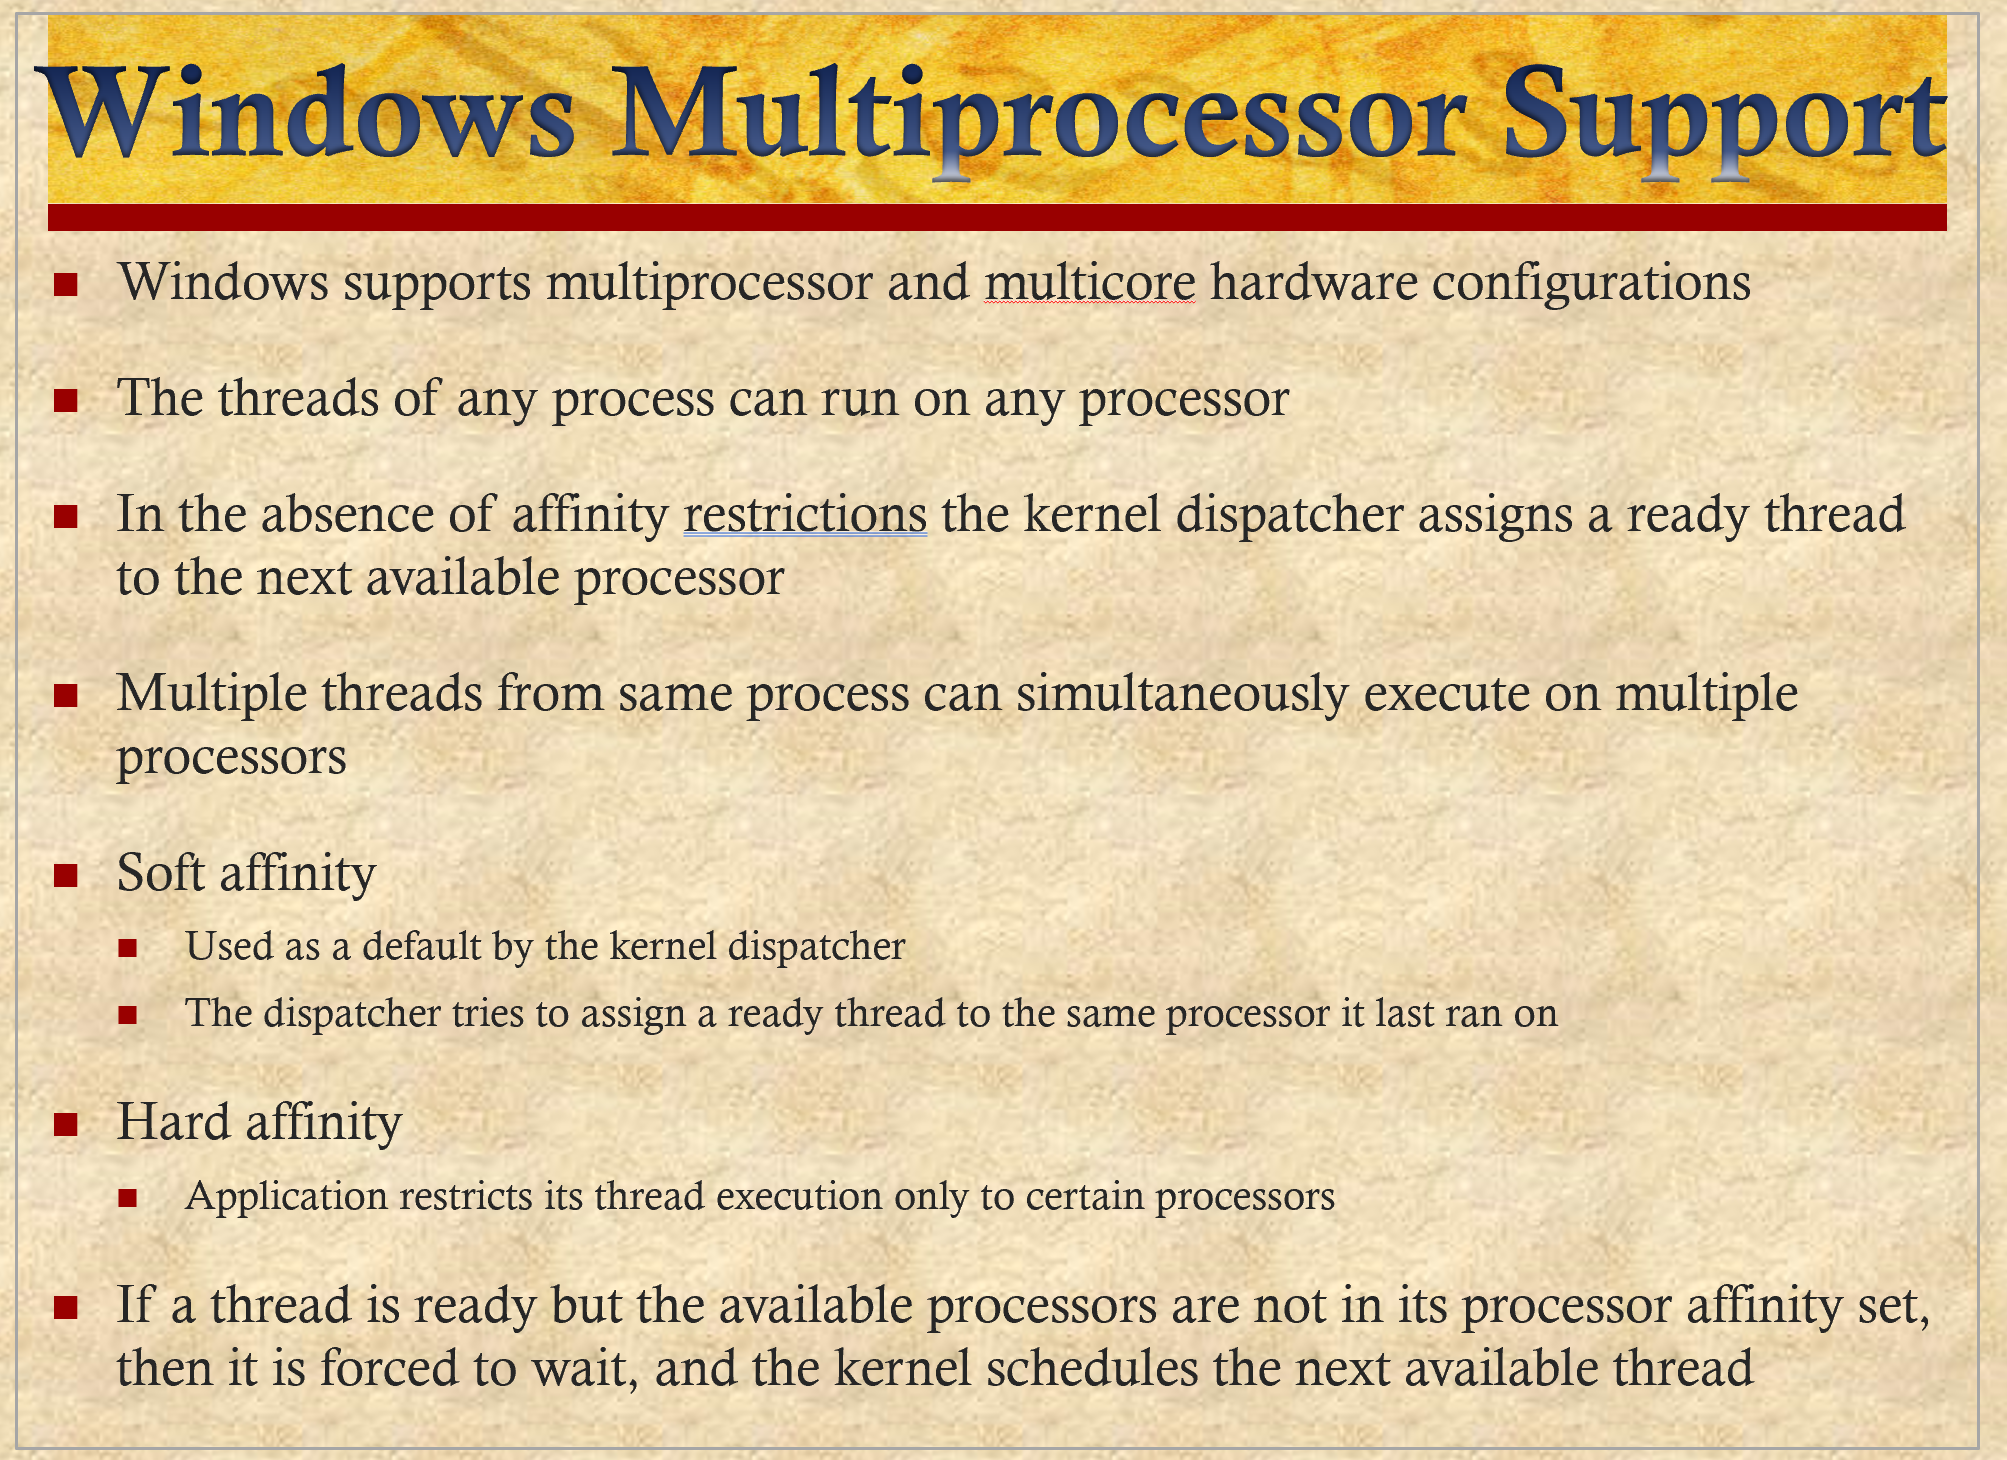 Windows Multiprocessor Support
Windows supports multiprocessor and multicore hardware configurations
The threads of any process can run on any processor
In the absence of affinity restrictions the kernel dispatcher assigns a ready thread
to the next available processor
Multiple threads from same process can simultaneously execute on multiple
processors
Soft affinity
Used as a default by the kernel dispatcher
The dispatcher tries to assign a ready thread to the same processor it last ran on
Hard affinity
Application restricts its thread execution only to certain processors
If a thread is ready but the available processors are not in its processor affinity set,
then it is forced to wait, and the kernel schedules the next available thread